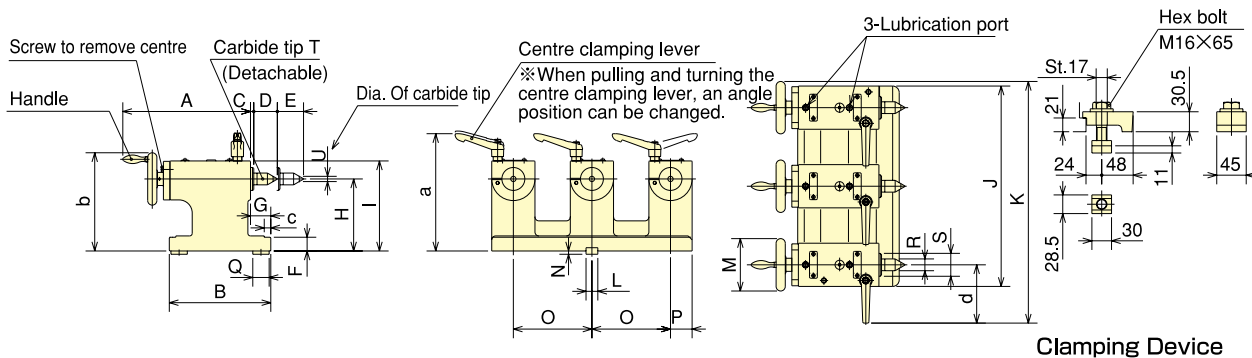 Screw to remove centre
Carbide tip T
(Detachable)
Handle
A
C
D
E
Dia. Of carbide tip
U
b
G
c
H
I
Q
F
B
Centre clamping lever
※When pulling and turning the
centre clamping lever, an angle
position can be changed.
a
N
L
O
O
P
3-Lubrication port
J
K
M
R
S
d
Hex bolt
M16×65
St.17
21
30.5
24
48
11
45
28.5
30
Clamping Device